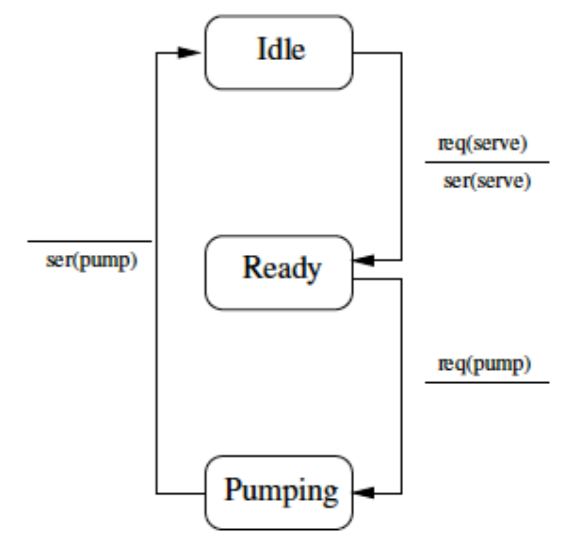 Idle
req(serve)
ser(serve)
ser(pump)
Ready
req(pump)
Pumping